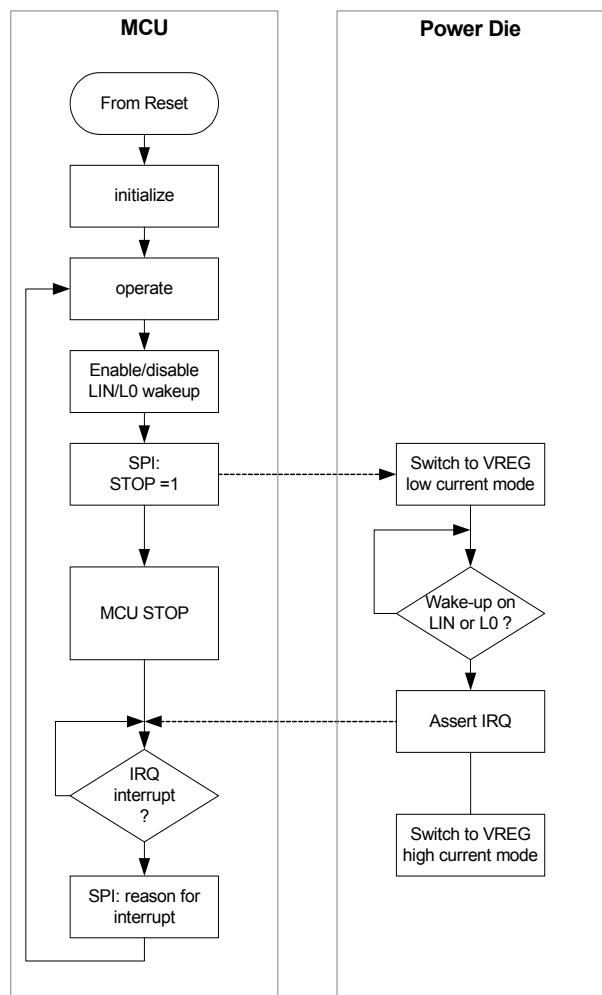 MCU
From Reset
initialize
operate
Enable/disable
LIN/L0 wakeup
SPI:
STOP =1
MCU STOP
IRQ
interrupt
?
SPI: reason for
interrupt
Power Die
Switch to VREG
low current mode
Wake-up on
LIN or L0 ?
Assert IRQ
Switch to VREG
high current mode